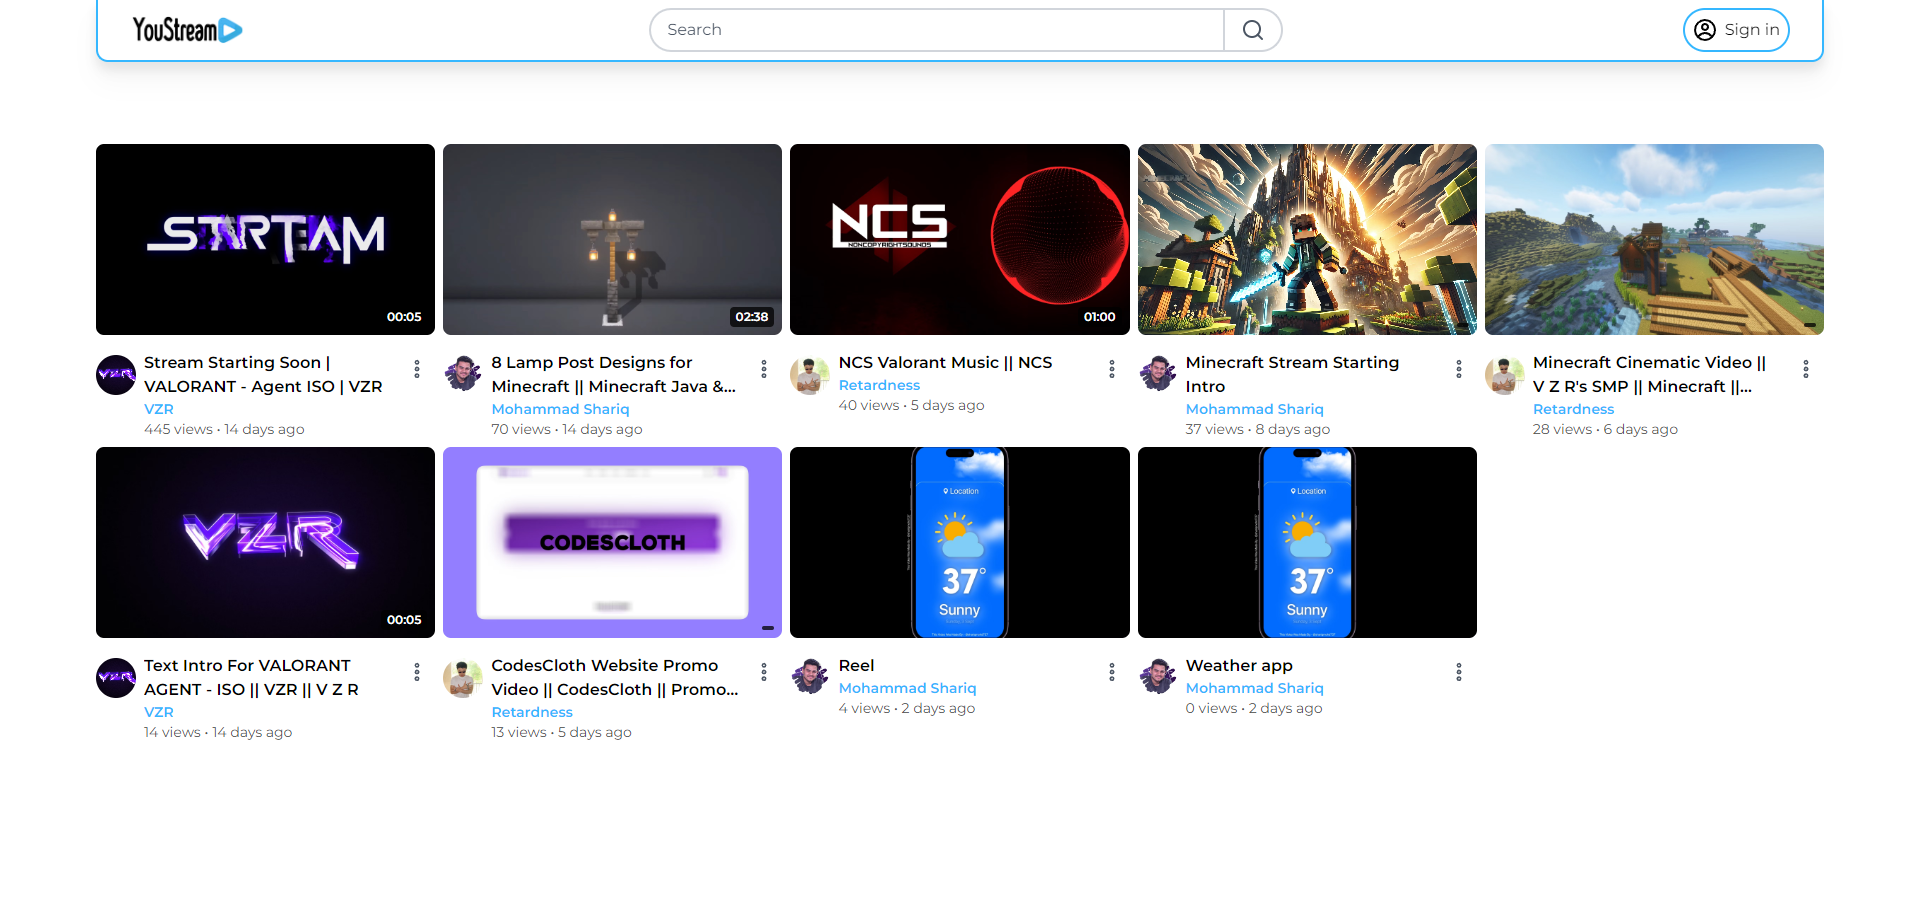 YouStream
Search
Sign in
STARTEAM
00:05
02:38
NCS
NOCOPYRIGHTSOUNDS
01:00
MINECRAFT
Stream Starting Soon |
VALORANT - Agent ISO | VZR
VZR
445 views • 14 days ago
8 Lamp Post Designs for
Minecraft || Minecraft Java &...
Mohammad Shariq
70 views • 14 days ago
NCS Valorant Music || NCS
Retardness
40 views • 5 days ago
Minecraft Stream Starting
Intro
Mohammad Shariq
37 views • 8 days ago
Minecraft Cinematic Video ||
V Z R's SMP || Minecraft ||...
Retardness
28 views • 6 days ago
VZR
00:05
CODESCLOTH
Location
37°
Sunny
Location
37°
Sunny
Text Intro For VALORANT
AGENT - ISO || VZR || V Z R
VZR
14 views • 14 days ago
CodesCloth Website Promo
Video || CodesCloth || Promo...
Retardness
13 views • 5 days ago
Reel
Mohammad Shariq
4 views • 2 days ago
Weather app
Mohammad Shariq
0 views • 2 days ago